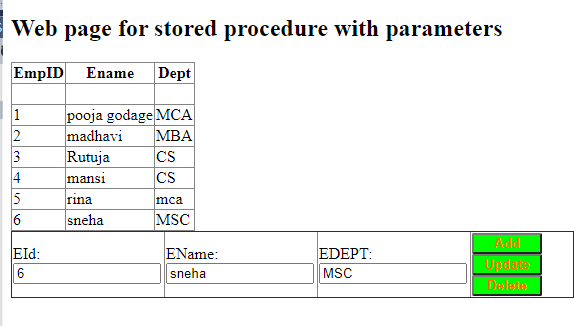 Web page for stored procedure with parameters
EmpID Ename Dept
1 pooja godage MCA
2 madhavi MBA
3 Rutuja CS
4 mansi CS
5 rina mca
6 sneha MSC
EId: EName: EDEPT:
6 sneha MSC
Add
Update
Delete